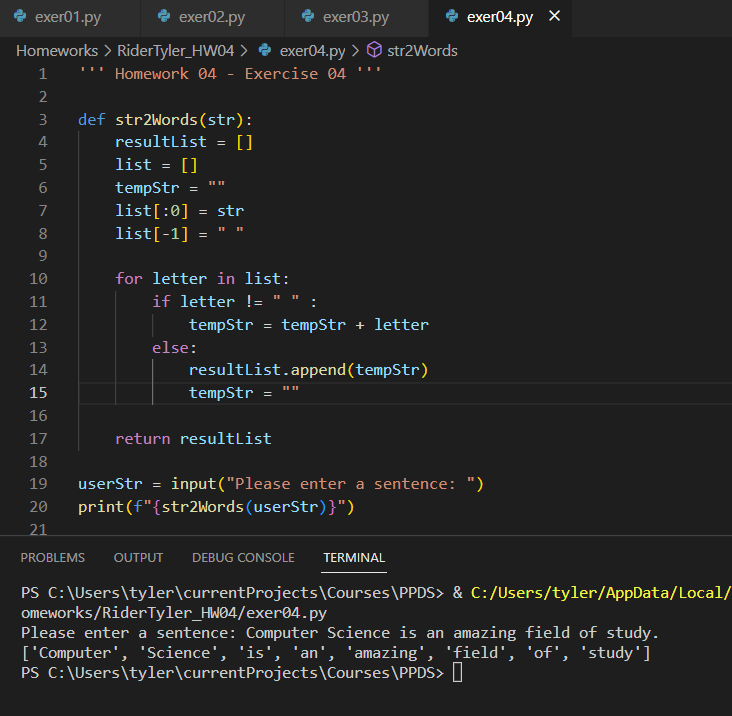 exer01.py exer02.py exer03.py exer04.py ×
Homeworks > RiderTyler_HW04 > exer04.py > str2Words
1 ''' Homework 04 - Exercise 04 '''
2
3 def str2Words(str):
4     resultList = []
5     list = []
6     tempStr = ""
7     list[:0] = str
8     list[-1] = " "
9
10     for letter in list:
11         if letter != " " :
12             tempStr = tempStr + letter
13         else:
14             resultList.append(tempStr)
15             tempStr = ""
16
17     return resultList
18
19 userStr = input("Please enter a sentence: ")
20 print(f"{str2Words(userStr)}")
21
PROBLEMS OUTPUT DEBUG CONSOLE TERMINAL
PS C:\Users\tyler\currentProjects\Courses\PPDS> & C:/Users/tyler/AppData/Local/
omeworks/RiderTyler_HW04/exer04.py
Please enter a sentence: Computer Science is an amazing field of study.
['Computer', 'Science', 'is', 'an', 'amazing', 'field', 'of', 'study']
PS C:\Users\tyler\currentProjects\Courses\PPDS>